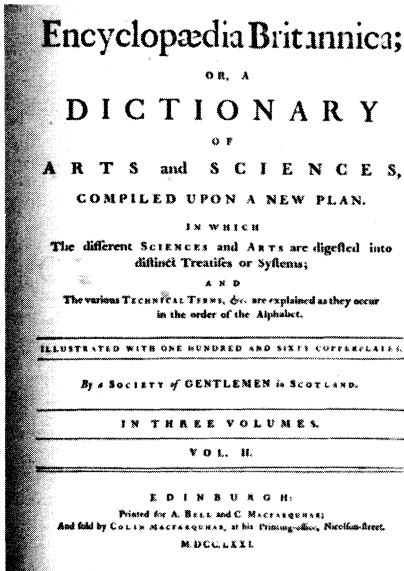 Encyclopædia Britannica;
OR, A
DICTIONARY
OF
ARTS and SCIENCES,
COMPILED UPON A NEW PLAN.
IN WHICH
The different SCIENCES and ARTS are digeſted into
diſtinct Treatiſes or Syſtems;
AND
The various TECHNICAL TERMS, &c. are explained as they occur
in the order of the Alphabet.
ILLUSTRATED WITH ONE HUNDRED AND SIXTY COPPERPLATES.
By a SOCIETY of GENTLEMEN in SCOTLAND.
IN THREE VOLUMES.
VOL. II.
EDINBURGH:
Printed for A. BELL and C. MACFARQUHAR;
And ſold by COLIN MACFARQUHAR, at his Printing-office, Nicolſon-ſtreet.
M.DCC.LXXI.